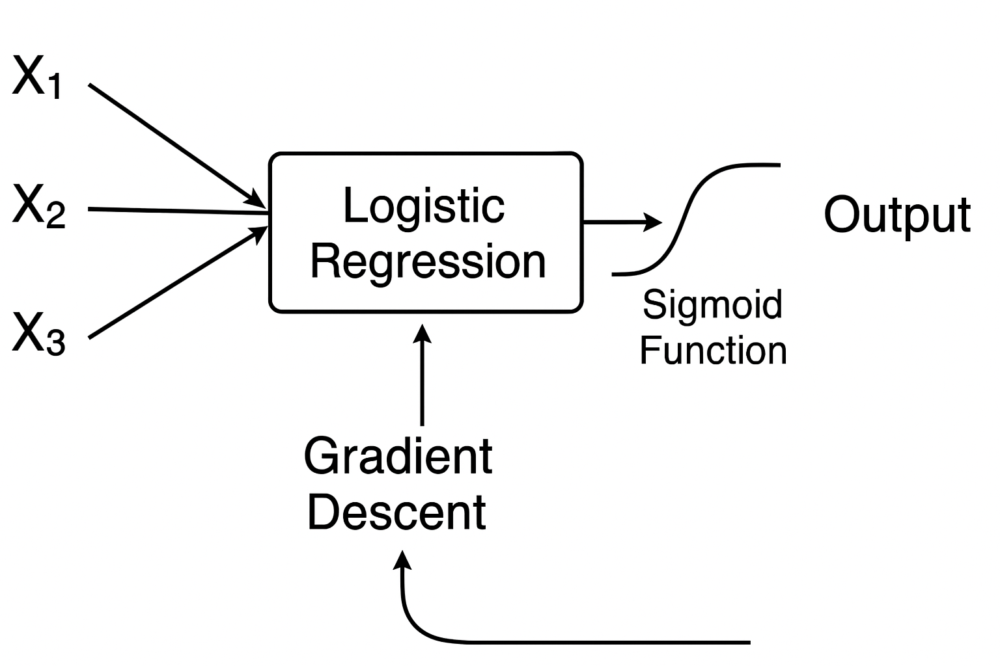 X₁
X₂
X₃
Logistic
Regression
Sigmoid
Function
Output
Gradient
Descent